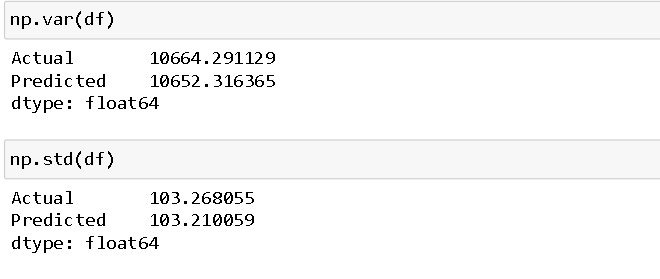 np.var(df)
Actual       10664.291129
Predicted    10652.316365
dtype: float64
np.std(df)
Actual       103.268055
Predicted    103.210059
dtype: float64